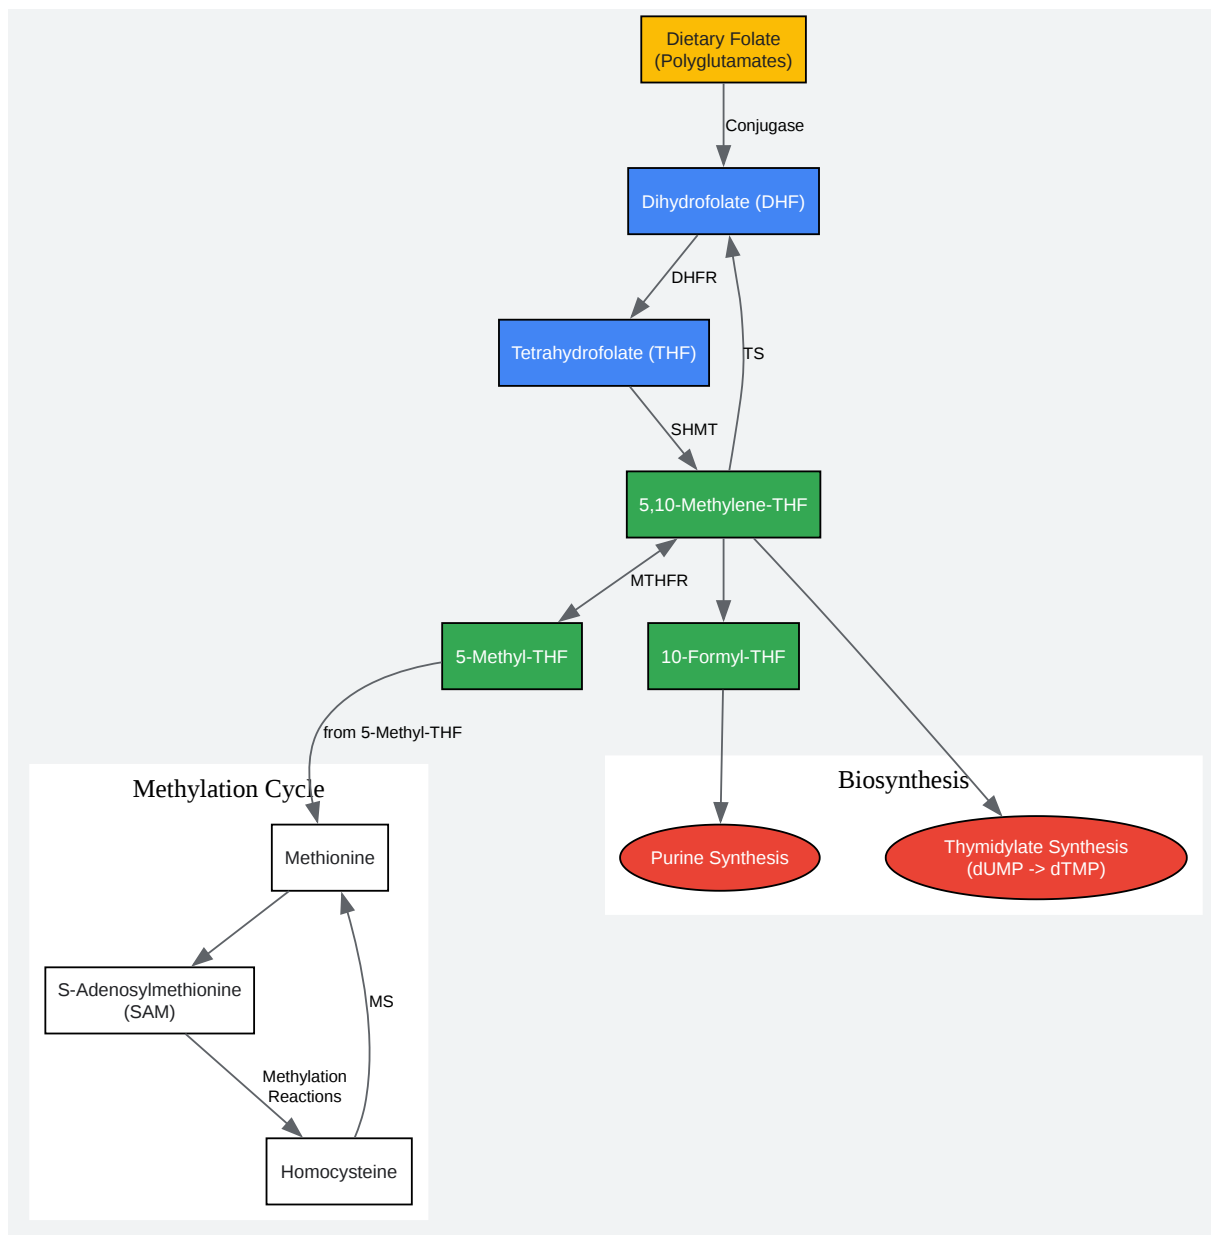 Dietary Folate
(Polyglutamates)
Conjugase
Dihydrofolate (DHF)
DHFR
Tetrahydrofolate (THF)
TS
SHMT
5,10-Methylene-THF
MTHFR
5-Methyl-THF
10-Formyl-THF
from 5-Methyl-THF
Methylation Cycle
Biosynthesis
Methionine
Purine Synthesis
Thymidylate Synthesis
(dUMP -> dTMP)
S-Adenosylmethionine
(SAM)
MS
Methylation
Reactions
Homocysteine